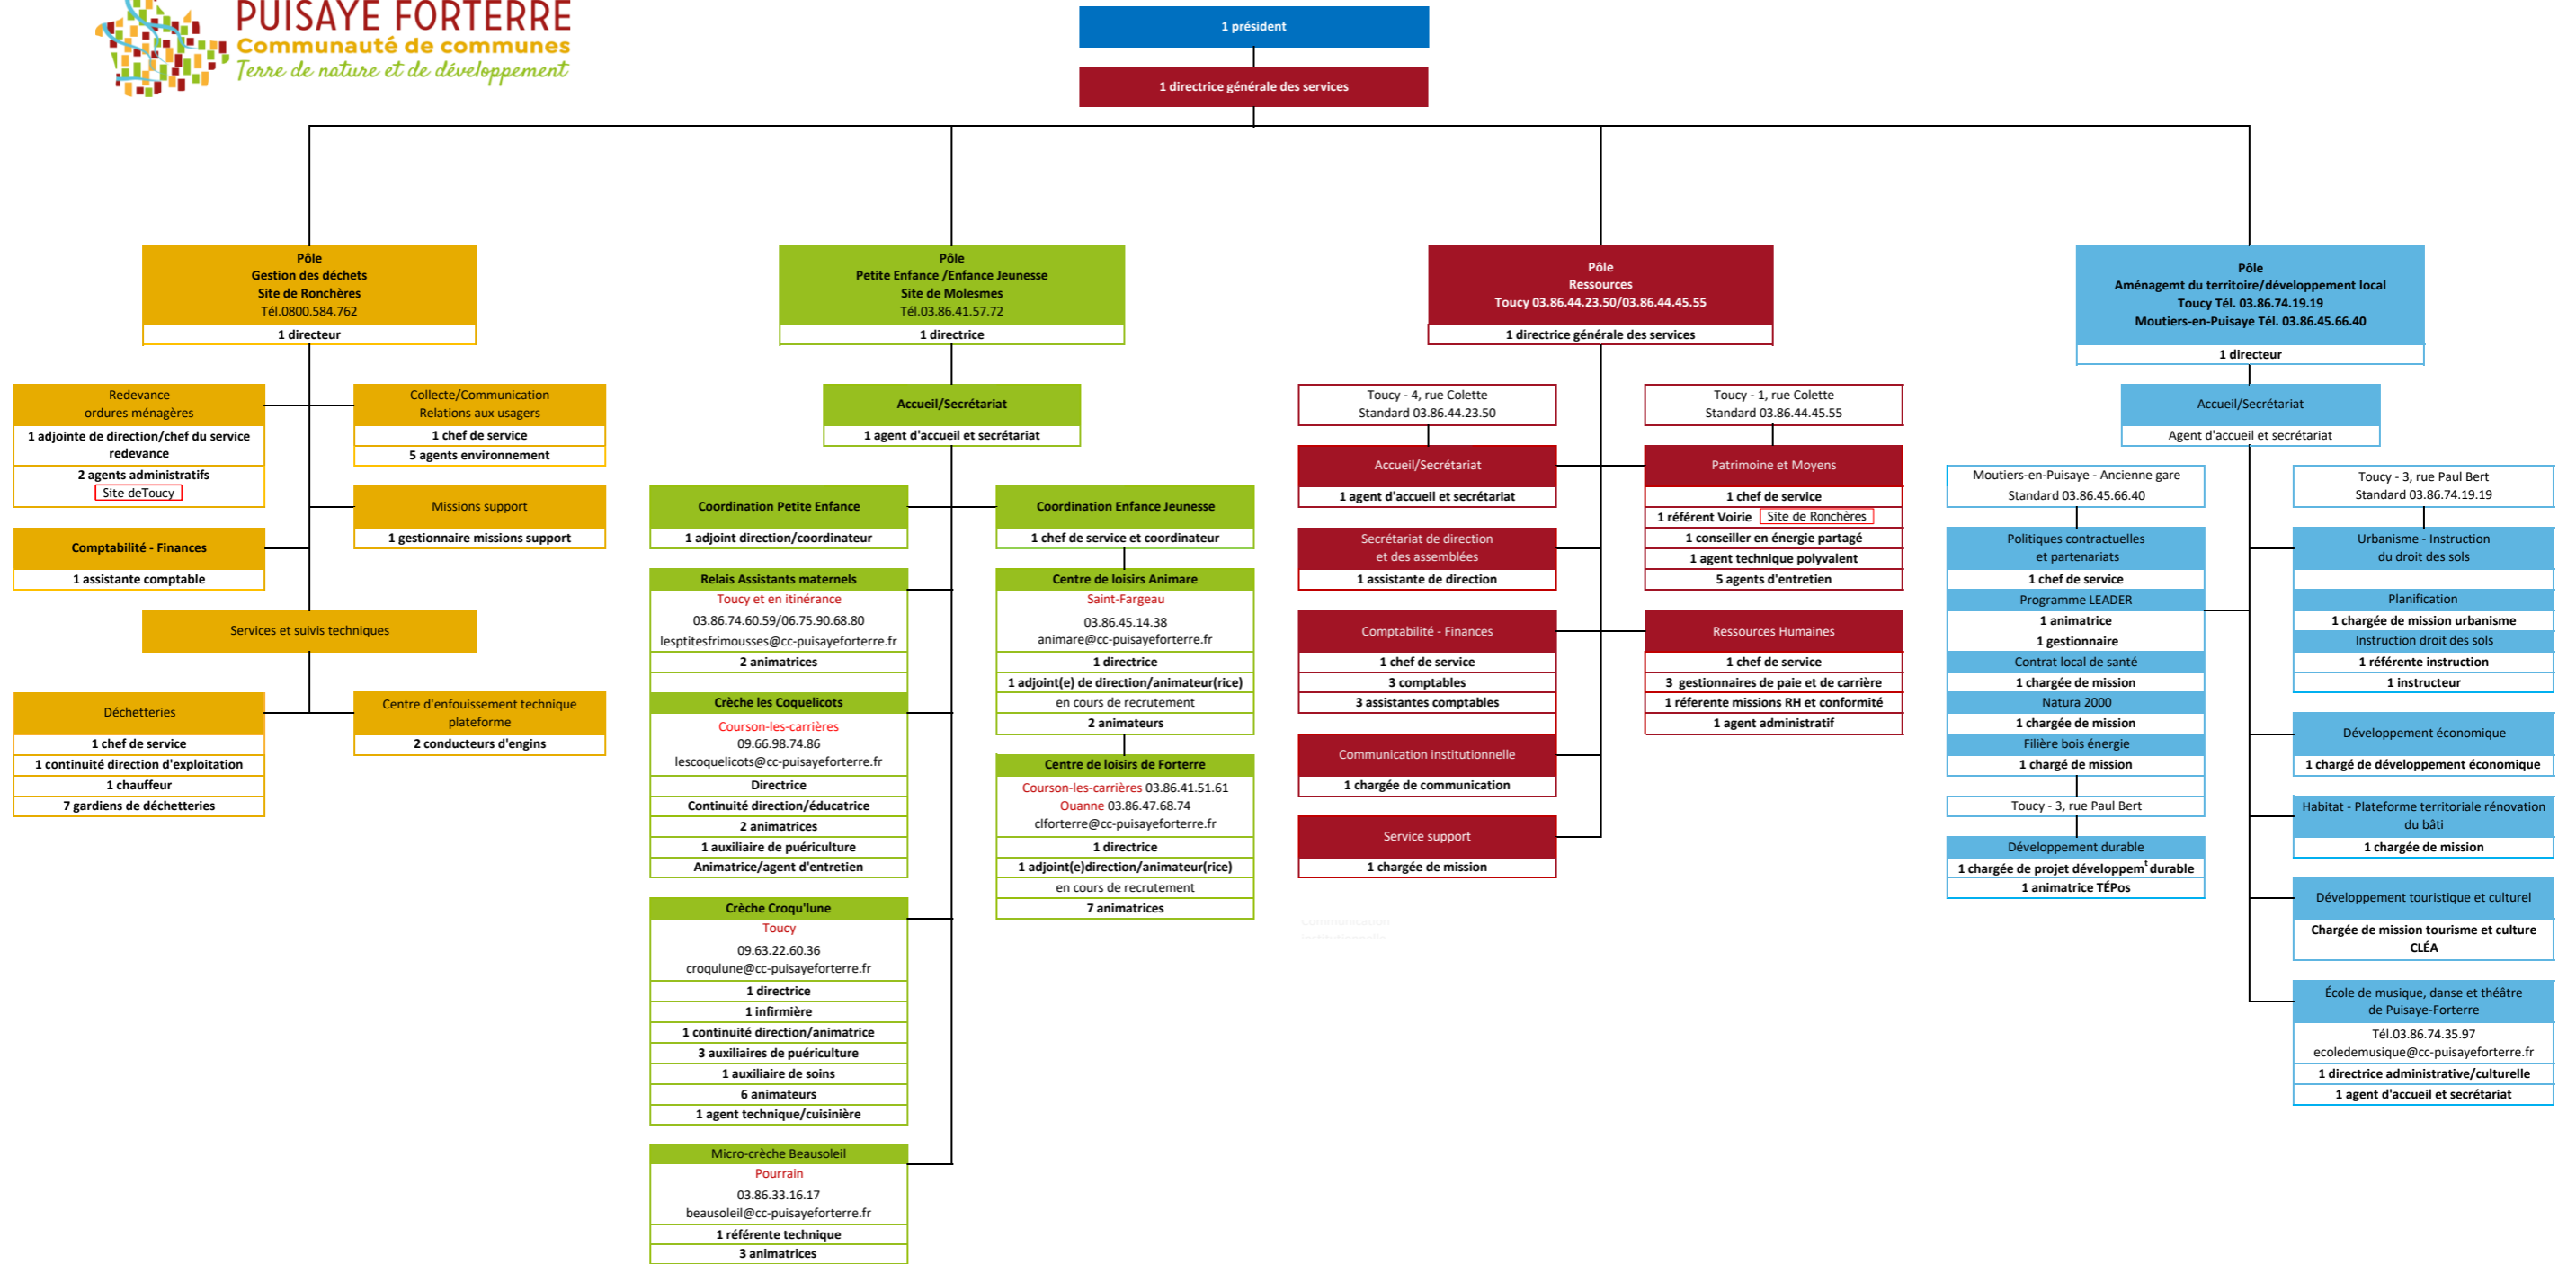 PUISAYE FORTERRE
Communauté de communes
Terre de nature et de développement
1 président
1 directrice générale des services
Pôle
Gestion des déchets
Site de Ronchères
Tél.0800.584.762
1 directeur
Redevance
ordures ménagères
1 adjointe de direction/chef du service
redevance
2 agents administratifs
Site deToucy
Collecte/Communication
Relations aux usagers
1 chef de service
5 agents environnement
Missions support
1 gestionnaire missions support
Comptabilité - Finances
1 assistante comptable
Services et suivis techniques
Déchetteries
1 chef de service
1 continuité direction d'exploitation
1 chauffeur
7 gardiens de déchetteries
Centre d'enfouissement technique
plateforme
2 conducteurs d'engins
Pôle
Petite Enfance /Enfance Jeunesse
Site de Molesmes
Tél.03.86.41.57.72
1 directrice
Accueil/Secrétariat
1 agent d'accueil et secrétariat
Coordination Petite Enfance
1 adjoint direction/coordinateur
Relais Assistants maternels
Toucy et en itinérance
03.86.74.60.59/06.75.90.68.80
lesptitesfrimousses@cc-puisayeforterre.fr
2 animatrices
Crèche les Coquelicots
Courson-les-carrières
09.66.98.74.86
lescoquelicots@cc-puisayeforterre.fr
Directrice
Continuité direction/éducatrice
2 animatrices
1 auxiliaire de puériculture
Animatrice/agent d'entretien
Crèche Croqu'lune
Toucy
09.63.22.60.36
croqulune@cc-puisayeforterre.fr
1 directrice
1 infirmière
1 continuité direction/animatrice
3 auxiliaires de puériculture
1 auxiliaire de soins
6 animateurs
1 agent technique/cuisinière
Micro-crèche Beausoleil
Pourrain
03.86.33.16.17
beausoleil@cc-puisayeforterre.fr
1 référente technique
3 animatrices
Coordination Enfance Jeunesse
1 chef de service et coordinateur
Centre de loisirs Animare
Saint-Fargeau
03.86.45.14.38
animare@cc-puisayeforterre.fr
1 directrice
1 adjoint(e) de direction/animateur(rice)
en cours de recrutement
2 animateurs
Centre de loisirs de Forterre
Courson-les-carrières 03.86.41.51.61
Ouanne 03.86.47.68.74
clforterre@cc-puisayeforterre.fr
1 directrice
1 adjoint(e)direction/animateur(rice)
en cours de recrutement
7 animatrices
Pôle
Ressources
Toucy 03.86.44.23.50/03.86.44.45.55
1 directrice générale des services
Toucy - 4, rue Colette
Standard 03.86.44.23.50
Accueil/Secrétariat
1 agent d'accueil et secrétariat
Secrétariat de direction
et des assemblées
1 assistante de direction
Comptabilité - Finances
1 chef de service
3 comptables
3 assistantes comptables
Communication institutionnelle
1 chargée de communication
Service support
1 chargée de mission
Toucy - 1, rue Colette
Standard 03.86.44.45.55
Patrimoine et Moyens
1 chef de service
1 référent Voirie Site de Ronchères
1 conseiller en énergie partagé
1 agent technique polyvalent
5 agents d'entretien
Ressources Humaines
1 chef de service
3 gestionnaires de paie et de carrière
1 réferente missions RH et conformité
1 agent administratif
Pôle
Aménagemt du territoire/développement local
Toucy Tél. 03.86.74.19.19
Moutiers-en-Puisaye Tél. 03.86.45.66.40
1 directeur
Accueil/Secrétariat
Agent d'accueil et secrétariat
Moutiers-en-Puisaye - Ancienne gare
Standard 03.86.45.66.40
Politiques contractuelles
et partenariats
1 chef de service
Programme LEADER
1 animatrice
1 gestionnaire
Contrat local de santé
1 chargée de mission
Natura 2000
1 chargée de mission
Filière bois énergie
1 chargé de mission
Toucy - 3, rue Paul Bert
Développement durable
1 chargée de projet développemt durable
1 animatrice TÉPos
Toucy - 3, rue Paul Bert
Standard 03.86.74.19.19
Urbanisme - Instruction
du droit des sols
Planification
1 chargée de mission urbanisme
Instruction droit des sols
1 référente instruction
1 instructeur
Développement économique
1 chargé de développement économique
Habitat - Plateforme territoriale rénovation
du bâti
1 chargée de mission
Développement touristique et culturel
Chargée de mission tourisme et culture
CLÉA
École de musique, danse et théâtre
de Puisaye-Forterre
Tél.03.86.74.35.97
ecoledemusique@cc-puisayeforterre.fr
1 directrice administrative/culturelle
1 agent d'accueil et secrétariat